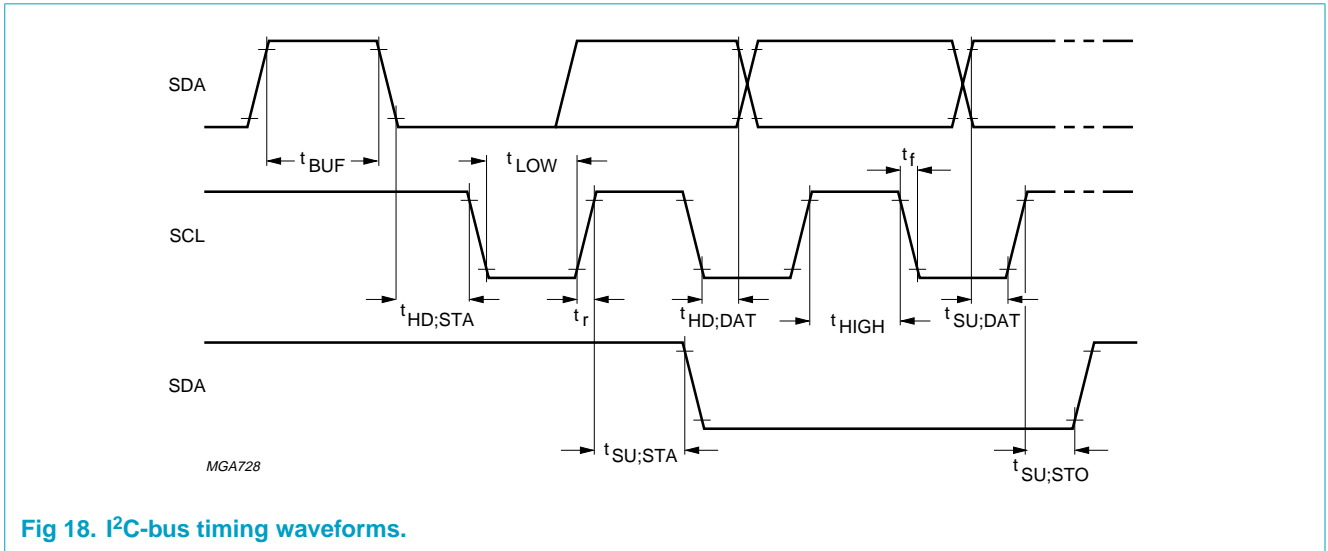 SDA
t BUF
t LOW
t f
SCL
t HD;STA
t r
t HD;DAT
t HIGH
t SU;DAT
SDA
t SU;STA
t SU;STO
MGA728
Fig 18. I²C-bus timing waveforms.